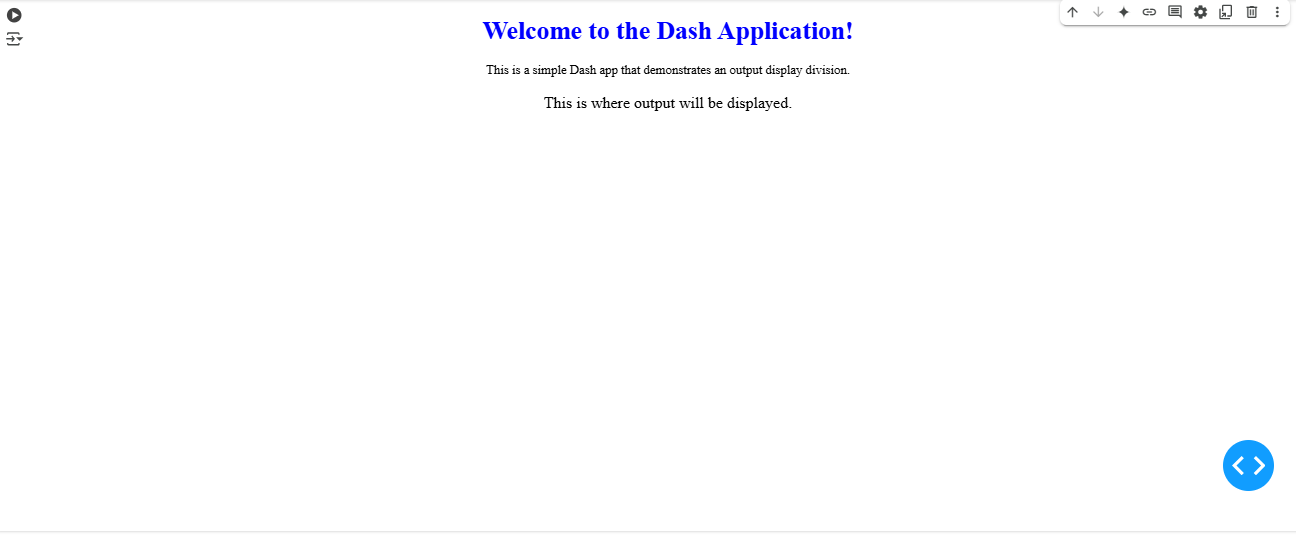 Welcome to the Dash Application!
This is a simple Dash app that demonstrates an output display division.
This is where output will be displayed.